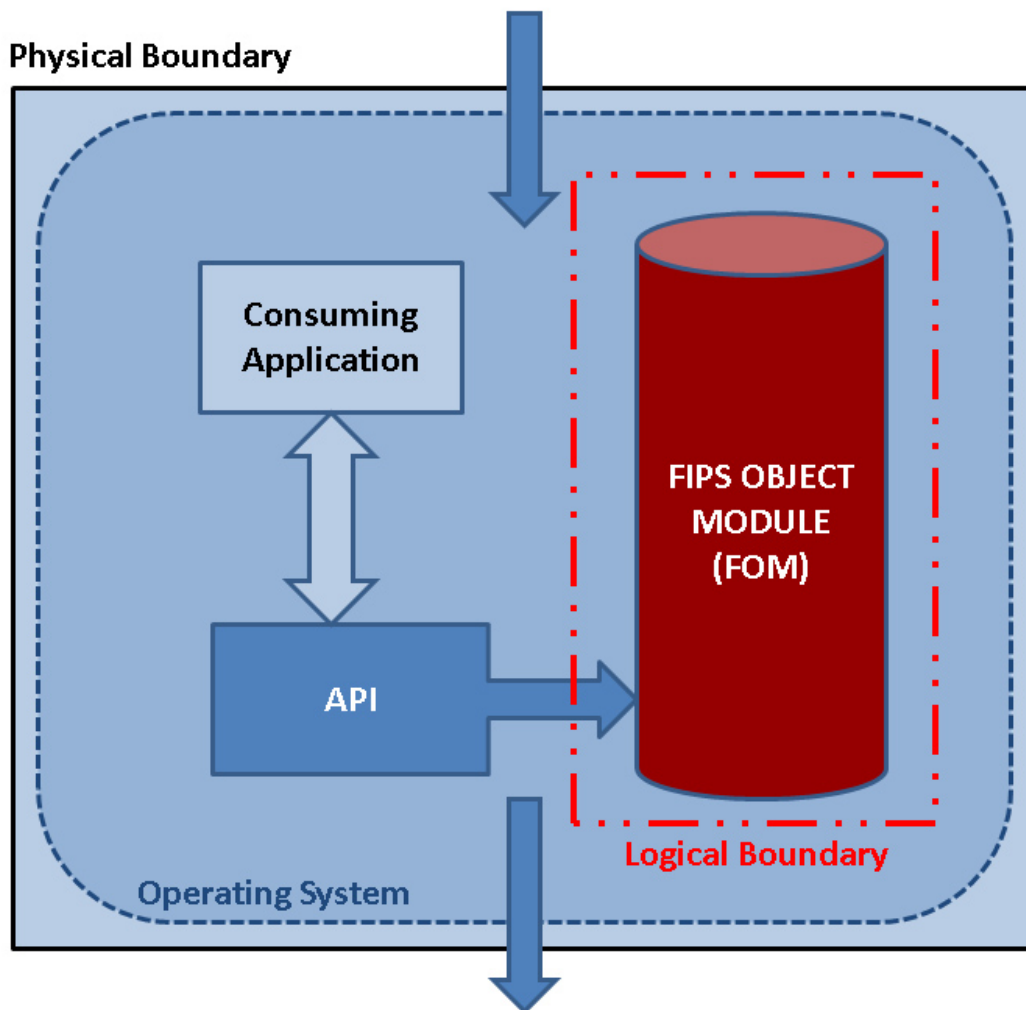 Physical Boundary
Consuming
Application
FIPS OBJECT
MODULE
(FOM)
API
Logical Boundary
Operating System